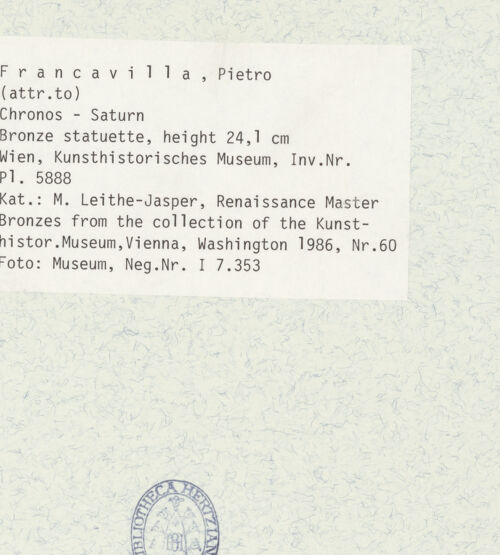 F r a n c a v i l l a , Pietro
(attr.to)
Chronos - Saturn
Bronze statuette, height 24,1 cm
Wien, Kunsthistorisches Museum, Inv.Nr.
Pl. 5888
Kat.: M. Leithe-Jasper, Renaissance Master
Bronzes from the collection of the Kunst-
histor.Museum,Vienna, Washington 1986, Nr.60
Foto: Museum, Neg.Nr. I 7.353
BIBLIOTHECA HERTZIAN